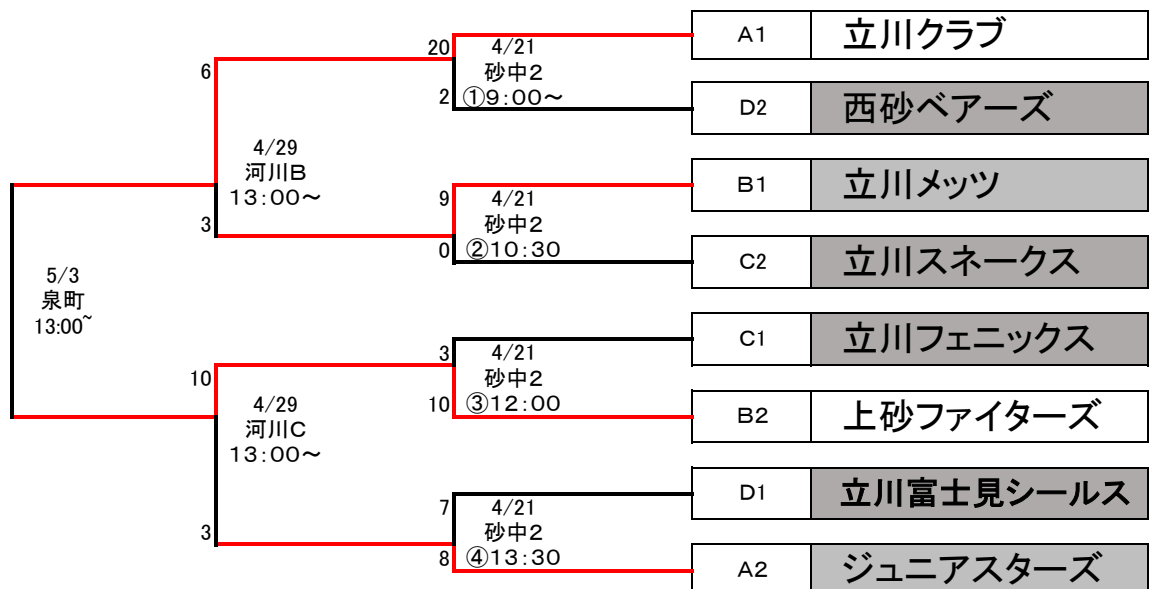 A1 立川クラブ
20 4/21
砂中2
2 ①9:00～
6
D2 西砂ベアーズ
4/29
河川B
13:00～
B1 立川メッツ
9 4/21
砂中2
3
0 ②10:30
C2 立川スネークス
5/3
泉町
13:00~
C1 立川フェニックス
3 4/21
砂中2
10 ③12:00
10
4/29
河川C
13:00～
B2 上砂ファイターズ
D1 立川富士見シールス
7 4/21
砂中2
3
8 ④13:30
A2 ジュニアスターズ